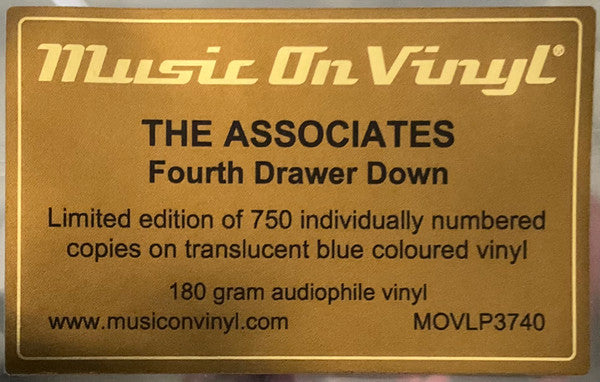 Music On Vinyl®
THE ASSOCIATES
Fourth Drawer Down
Limited edition of 750 individually numbered
copies on translucent blue coloured vinyl
180 gram audiophile vinyl
www.musiconvinyl.com MOVLP3740